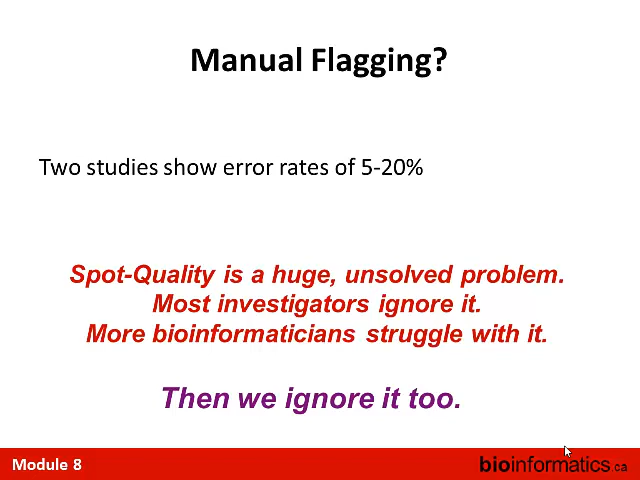 Manual Flagging?
Two studies show error rates of 5-20%
Spot-Quality is a huge, unsolved problem.
Most investigators ignore it.
More bioinformaticians struggle with it.
Then we ignore it too.
Module 8
bioinformatics.ca